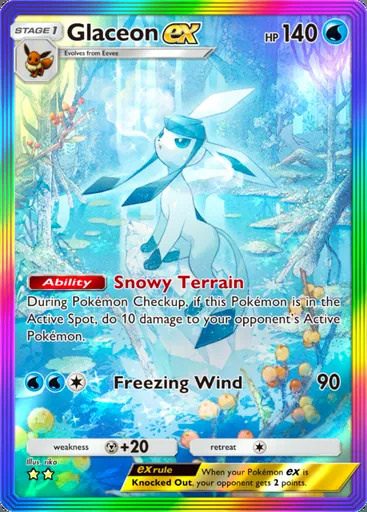 STAGE 1 Glaceon ex HP 140
Evolves from Eevee
Ability Snowy Terrain
During Pokémon Checkup, if this Pokémon is in the
Active Spot, do 10 damage to your opponent's Active
Pokémon.
Freezing Wind 90
weakness +20 retreat
Illus. rika
ex rule When your Pokémon ex is
Knocked Out, your opponent gets 2 points.